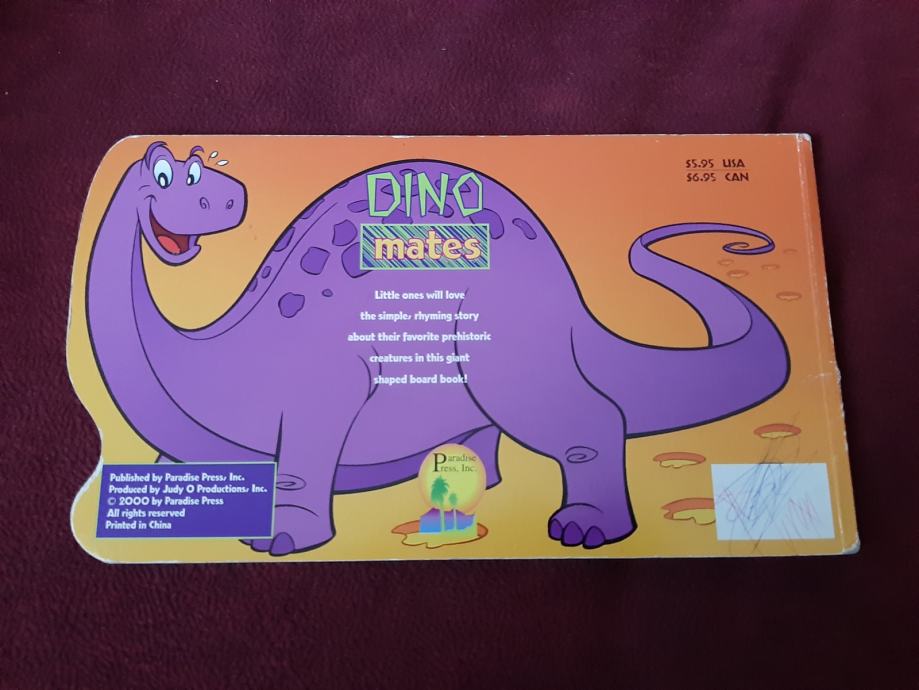 DINO
mates
$5.95 USA
$6.95 CAN
Little ones will love
the simple, rhyming story
about their favorite prehistoric
creatures in this giant
shaped board book!
Paradise
Press, Inc.
Published by Paradise Press, Inc.
Produced by Judy O Productions, Inc.
© 2000 by Paradise Press
All rights reserved
Printed in China